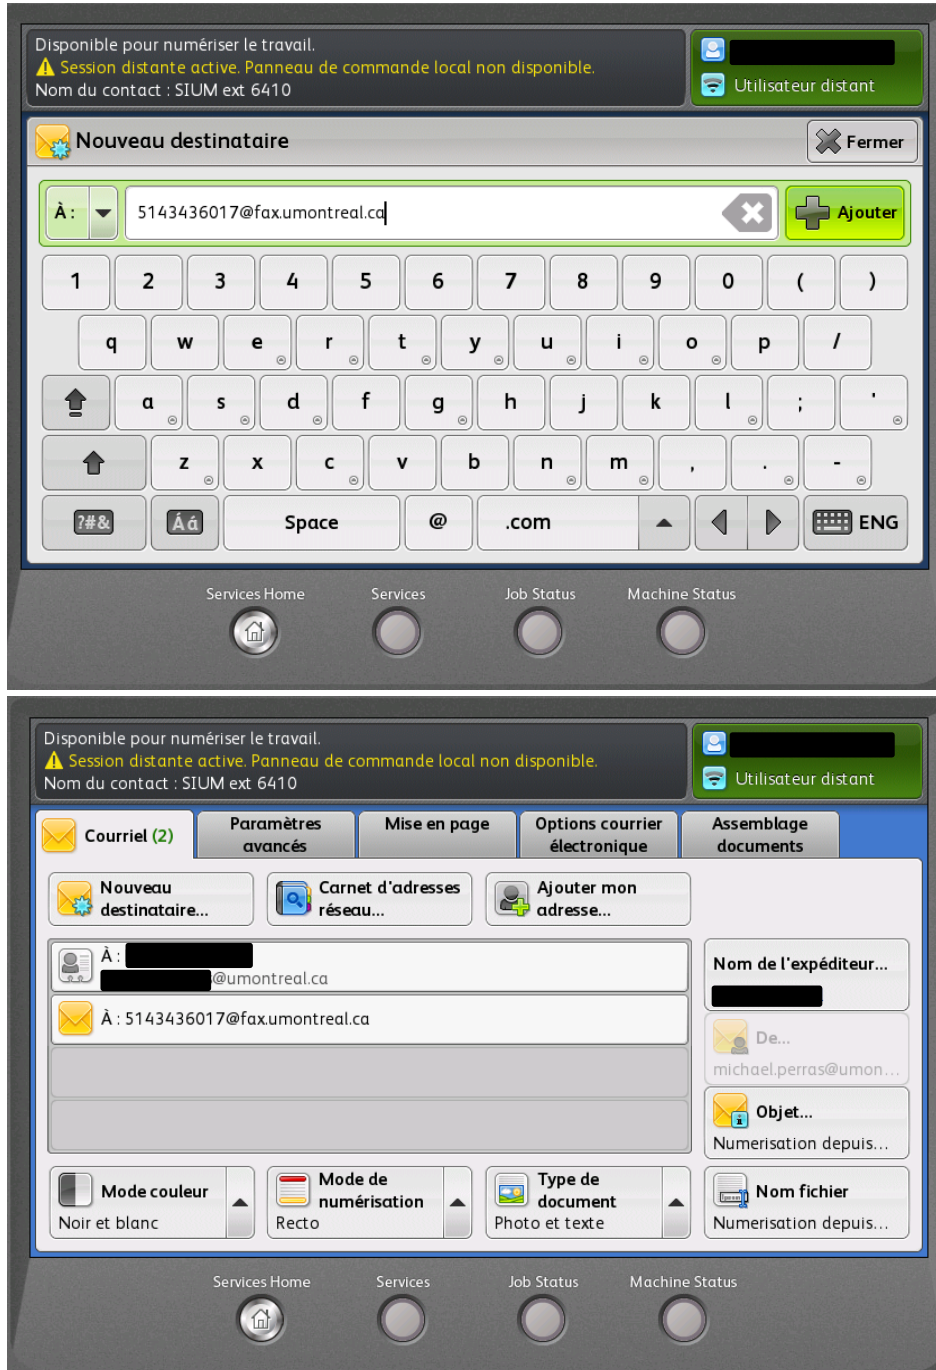 Disponible pour numériser le travail.
Session distante active. Panneau de commande local non disponible.
Nom du contact : SIUM ext 6410
Utilisateur distant
Nouveau destinataire
Fermer
À :
5143436017@fax.umontreal.ca
Ajouter
1 2 3 4 5 6 7 8 9 0 ( )
q w e r t y u i o p /
a s d f g h j k l ; '
z x c v b n m , . -
?#& Áá Space @ .com ENG
Services Home Services Job Status Machine Status
Disponible pour numériser le travail.
Session distante active. Panneau de commande local non disponible.
Nom du contact : SIUM ext 6410
Utilisateur distant
Courriel (2)
Paramètres
avancés
Mise en page
Options courrier
électronique
Assemblage
documents
Nouveau
destinataire...
Carnet d'adresses
réseau...
Ajouter mon
adresse...
À :
@umontreal.ca
À : 5143436017@fax.umontreal.ca
Nom de l'expéditeur...
De...
michael.perras@umon...
Objet...
Numerisation depuis...
Mode couleur
Noir et blanc
Mode de
numérisation
Recto
Type de
document
Photo et texte
Nom fichier
Numerisation depuis...
Services Home Services Job Status Machine Status